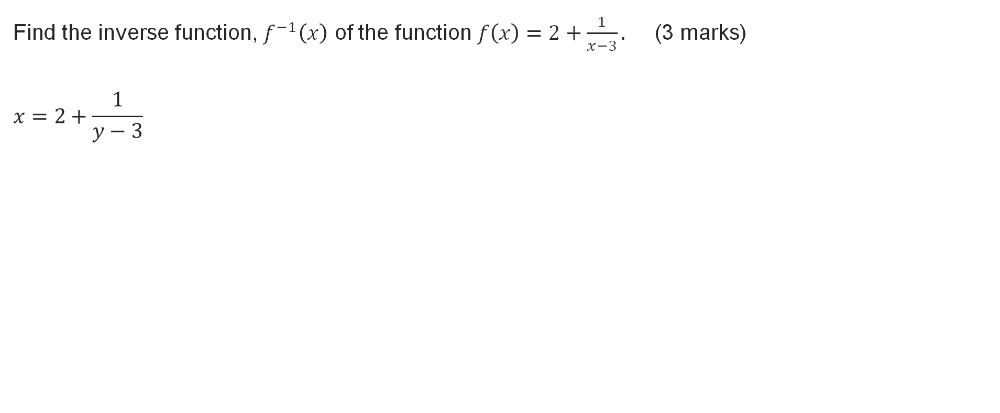 Find the inverse function, f⁻¹(x) of the function f(x) = 2 + 1/(x−3). (3 marks)
x = 2 + 1/(y − 3)